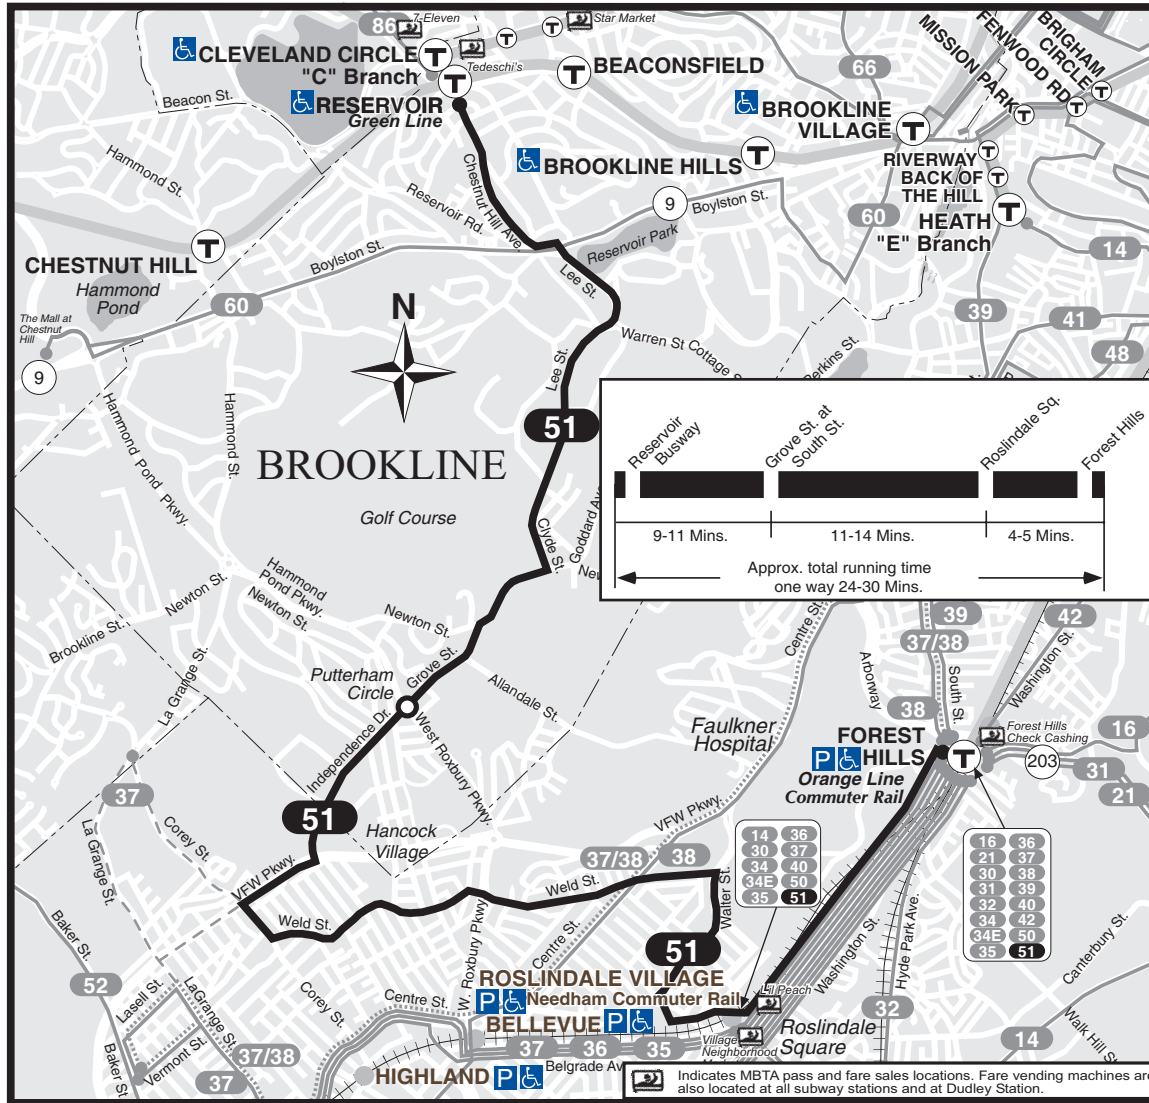 86
7-Eleven
Star Market
CLEVELAND CIRCLE
"C" Branch
Tedeschi's
T
RESERVOIR
Green Line
BEACONSFIELD
66
MISSION PARK
FENWOOD RD
BRIGHAM
CIRCLE
BROOKLINE
VILLAGE
BROOKLINE HILLS
RIVERWAY
BACK OF
THE HILL
HEATH
"E" Branch
Beacon St.
Hammond St.
Chestnut Hill Ave
Reservoir Rd.
9
Boylston St.
60
14
Reservoir Park
CHESTNUT HILL
Hammond
Pond
Boylston St.
Lee St.
The Mall at
Chestnut
Hill
60
9
N
39
41
48
Warren St
Cottage S
Perkins St.
Lee St.
51
Hammond Pond Pkwy.
Hammond St.
BROOKLINE
Golf Course
Clyde St.
Goddard Av
Reservoir
Busway
Grove St. at
South St.
Roslindale Sq.
Forest Hills
9-11 Mins.
11-14 Mins.
4-5 Mins.
Approx. total running time
one way 24-30 Mins.
Hammond
Pond Pkwy.
Newton St.
Newton St.
Brookline St.
Newton St.
La Grange St.
Putterham
Circle
Grove St.
Allandale St.
Independence Dr.
West Roxbury Pkwy.
Centre St.
39
37/38
42
Arborway
South St.
Washington St.
38
Faulkner
Hospital
FOREST
HILLS
P
Orange Line
Commuter Rail
Forest Hills
Check Cashing
16
203
31
21
37
51
Hancock
Village
La Grange St.
Corey St.
VFW Pkwy.
VFW Pkwy.
37/38
38
Weld St.
Weld St.
Walter St.
14 36
30 37
34 40
34E 50
35 51
16 36
21 37
30 38
31 39
32 40
34 42
34E 50
35 51
Baker St.
52
Lasell St.
LaGrange St.
Corey St.
Centre St.
W. Roxbury Pkwy.
Centre St.
51
ROSLINDALE VILLAGE
P Needham Commuter Rail
BELLEVUE P
Li'l Peach
Washington St.
Hyde Park Ave.
Canterbury St.
Walk Hill St.
32
14
Roslindale
Square
Village
Neighborhood
Baker St
Vermont St.
37/38
37
37
36
35
Belgrade Av
HIGHLAND P
Indicates MBTA pass and fare sales locations. Fare vending machines are
also located at all subway stations and at Dudley Station.